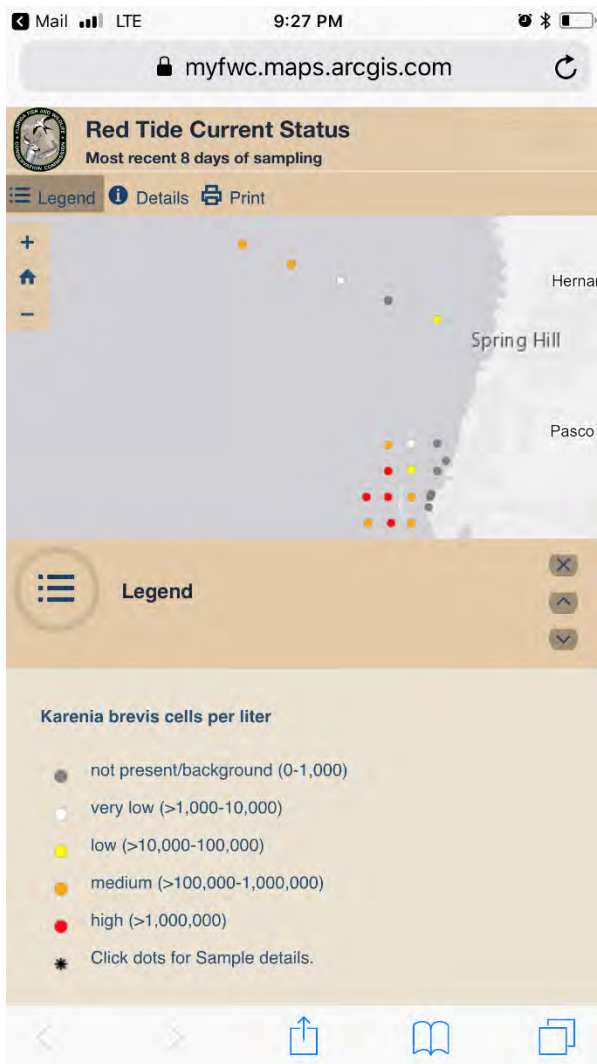 Mail LTE 9:27 PM
myfwc.maps.arcgis.com
Red Tide Current Status
Most recent 8 days of sampling
Legend Details Print
+
Herna
−
Spring Hill
Pasco
Legend
Karenia brevis cells per liter
not present/background (0-1,000)
very low (>1,000-10,000)
low (>10,000-100,000)
medium (>100,000-1,000,000)
high (>1,000,000)
Click dots for Sample details.